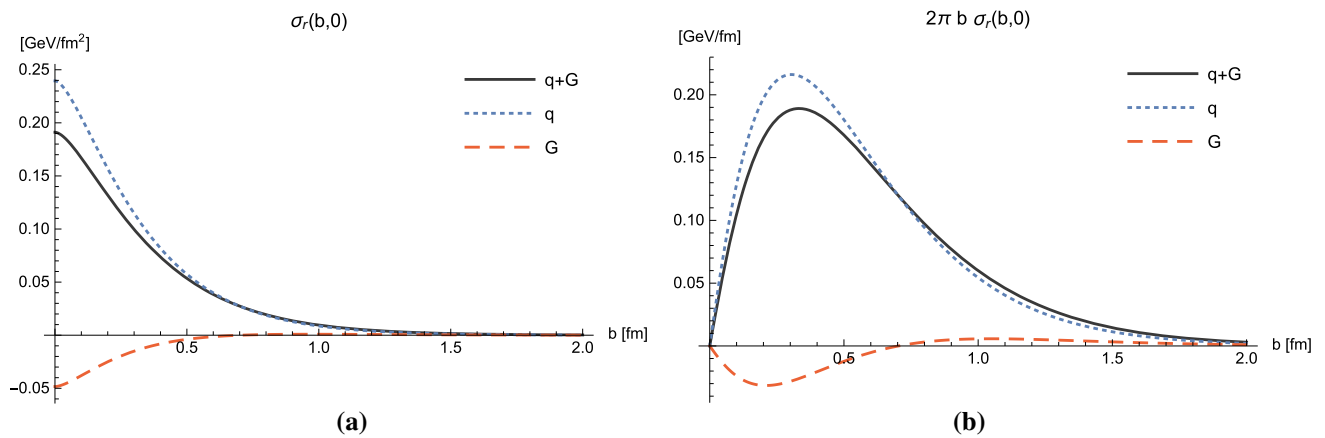 σᵣ(b,0)
[GeV/fm²]
0.25
0.20
0.15
0.10
0.05
−0.05
0.5
1.0
1.5
2.0
b [fm]
q+G
q
G
(a)
2π b σᵣ(b,0)
[GeV/fm]
0.20
0.15
0.10
0.05
0.5
1.0
1.5
2.0
b [fm]
q+G
q
G
(b)